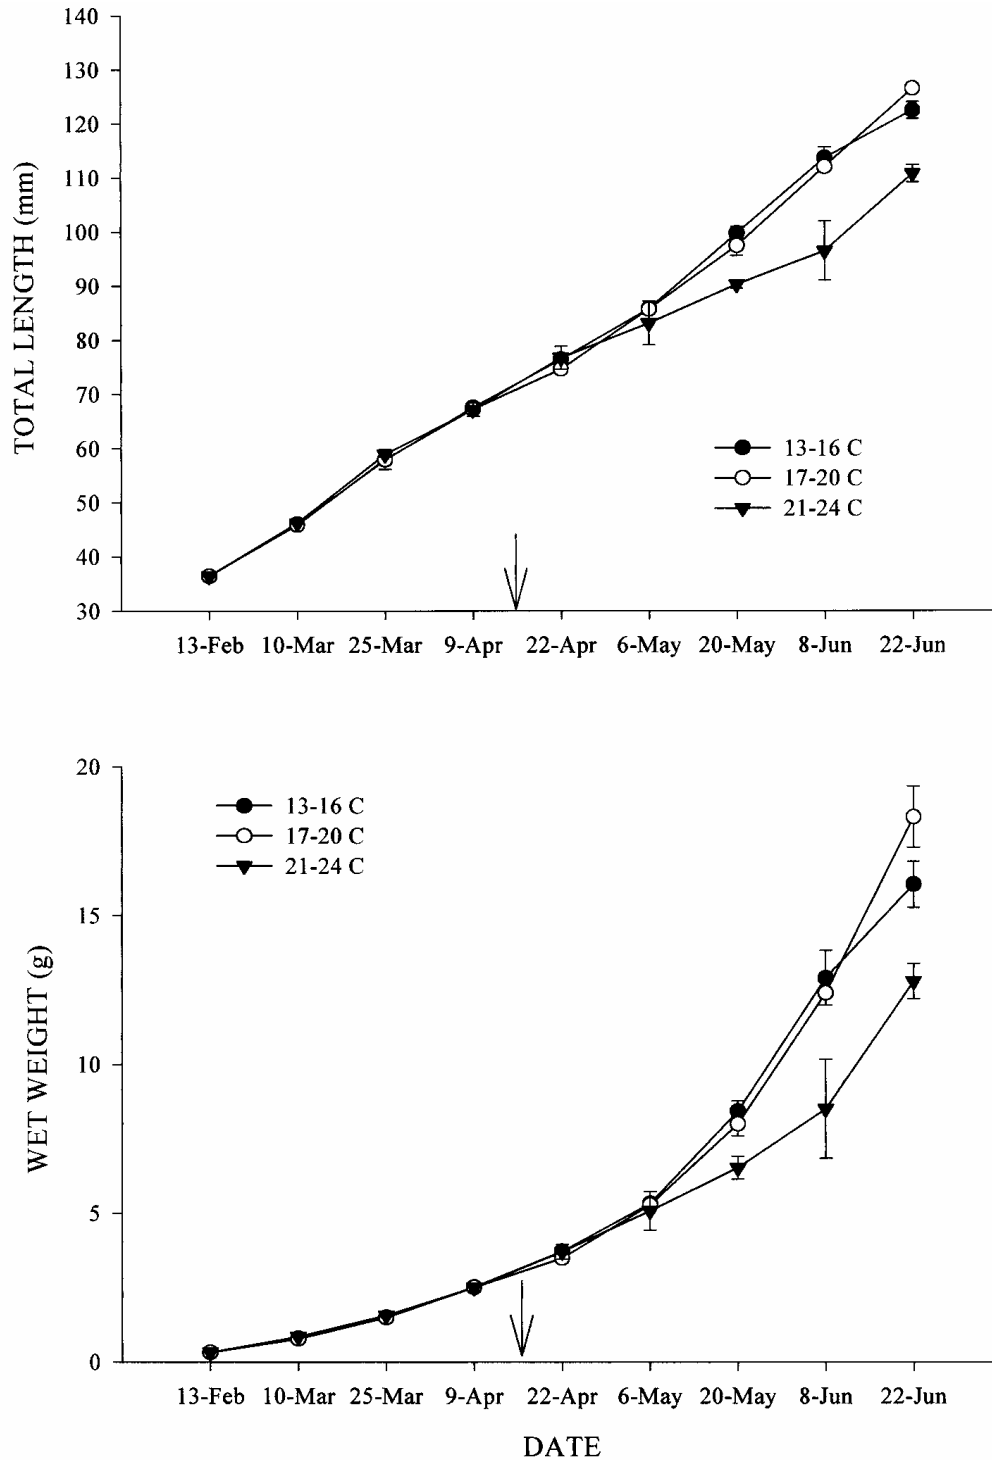 140
130
120
110
100
90
80
70
60
50
40
30
TOTAL LENGTH (mm)
13-16 C
17-20 C
21-24 C
13-Feb 10-Mar 25-Mar 9-Apr 22-Apr 6-May 20-May 8-Jun 22-Jun
20
15
10
5
0
WET WEIGHT (g)
13-16 C
17-20 C
21-24 C
13-Feb 10-Mar 25-Mar 9-Apr 22-Apr 6-May 20-May 8-Jun 22-Jun
DATE